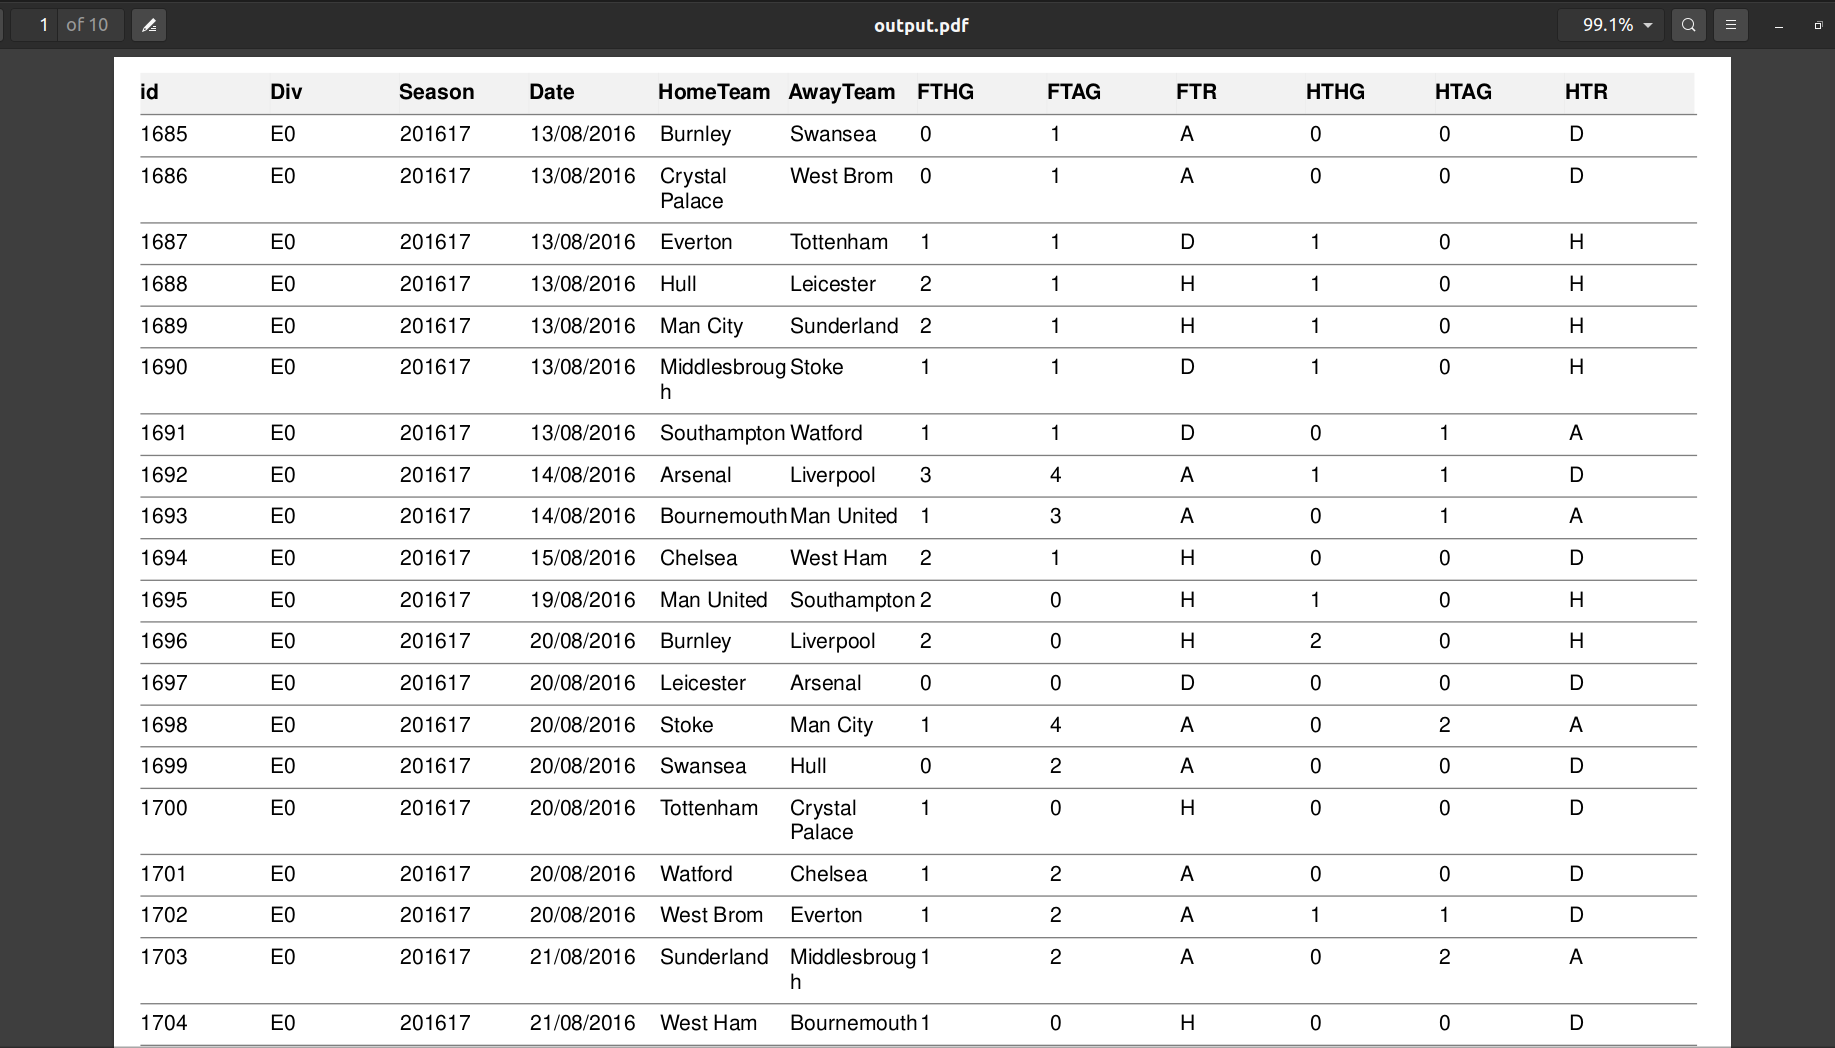 1 of 10 output.pdf 99.1%
id Div Season Date HomeTeam AwayTeam FTHG FTAG FTR HTHG HTAG HTR
1685 E0 201617 13/08/2016 Burnley Swansea 0 1 A 0 0 D
1686 E0 201617 13/08/2016 Crystal West Brom 0 1 A 0 0 D
Palace
1687 E0 201617 13/08/2016 Everton Tottenham 1 1 D 1 0 H
1688 E0 201617 13/08/2016 Hull Leicester 2 1 H 1 0 H
1689 E0 201617 13/08/2016 Man City Sunderland 2 1 H 1 0 H
1690 E0 201617 13/08/2016 Middlesbroug Stoke 1 1 D 1 0 H
h
1691 E0 201617 13/08/2016 Southampton Watford 1 1 D 0 1 A
1692 E0 201617 14/08/2016 Arsenal Liverpool 3 4 A 1 1 D
1693 E0 201617 14/08/2016 Bournemouth Man United 1 3 A 0 1 A
1694 E0 201617 15/08/2016 Chelsea West Ham 2 1 H 0 0 D
1695 E0 201617 19/08/2016 Man United Southampton 2 0 H 1 0 H
1696 E0 201617 20/08/2016 Burnley Liverpool 2 0 H 2 0 H
1697 E0 201617 20/08/2016 Leicester Arsenal 0 0 D 0 0 D
1698 E0 201617 20/08/2016 Stoke Man City 1 4 A 0 2 A
1699 E0 201617 20/08/2016 Swansea Hull 0 2 A 0 0 D
1700 E0 201617 20/08/2016 Tottenham Crystal 1 0 H 0 0 D
Palace
1701 E0 201617 20/08/2016 Watford Chelsea 1 2 A 0 0 D
1702 E0 201617 20/08/2016 West Brom Everton 1 2 A 1 1 D
1703 E0 201617 21/08/2016 Sunderland Middlesbroug 1 2 A 0 2 A
h
1704 E0 201617 21/08/2016 West Ham Bournemouth 1 0 H 0 0 D